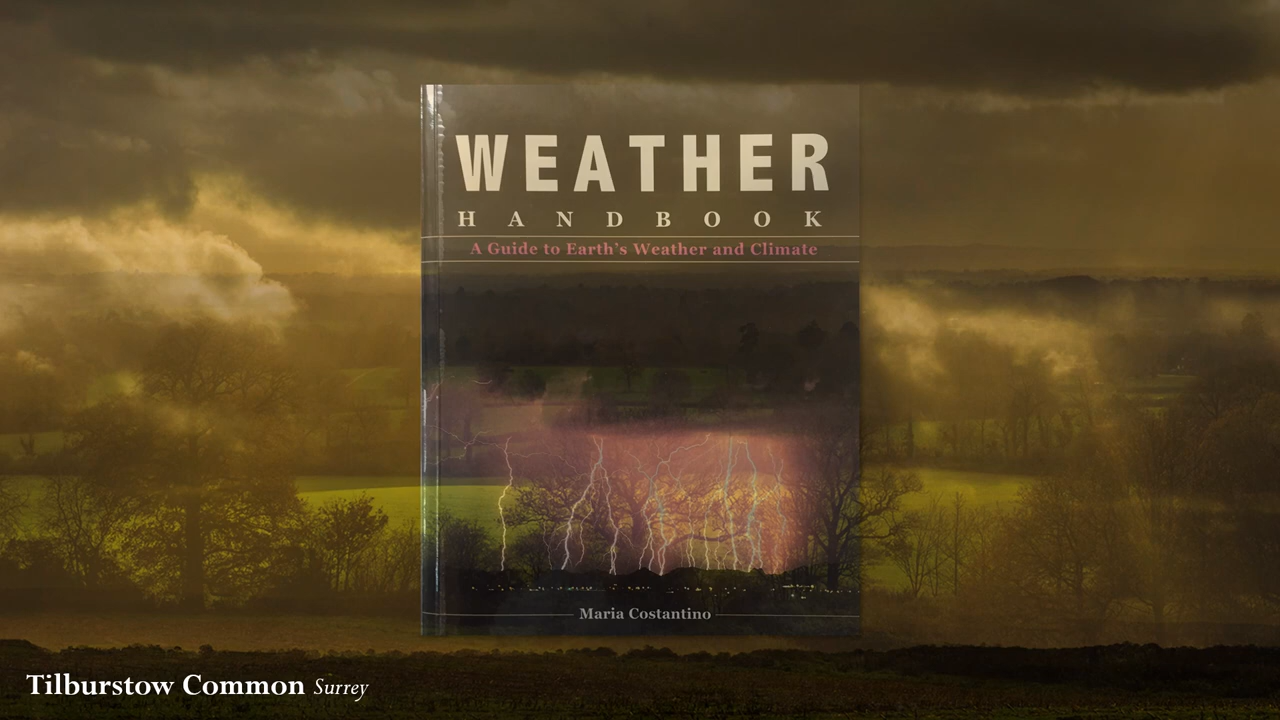 WEATHER
HANDBOOK
A Guide to Earth's Weather and Climate
Maria Costantino
Tilburstow Common Surrey